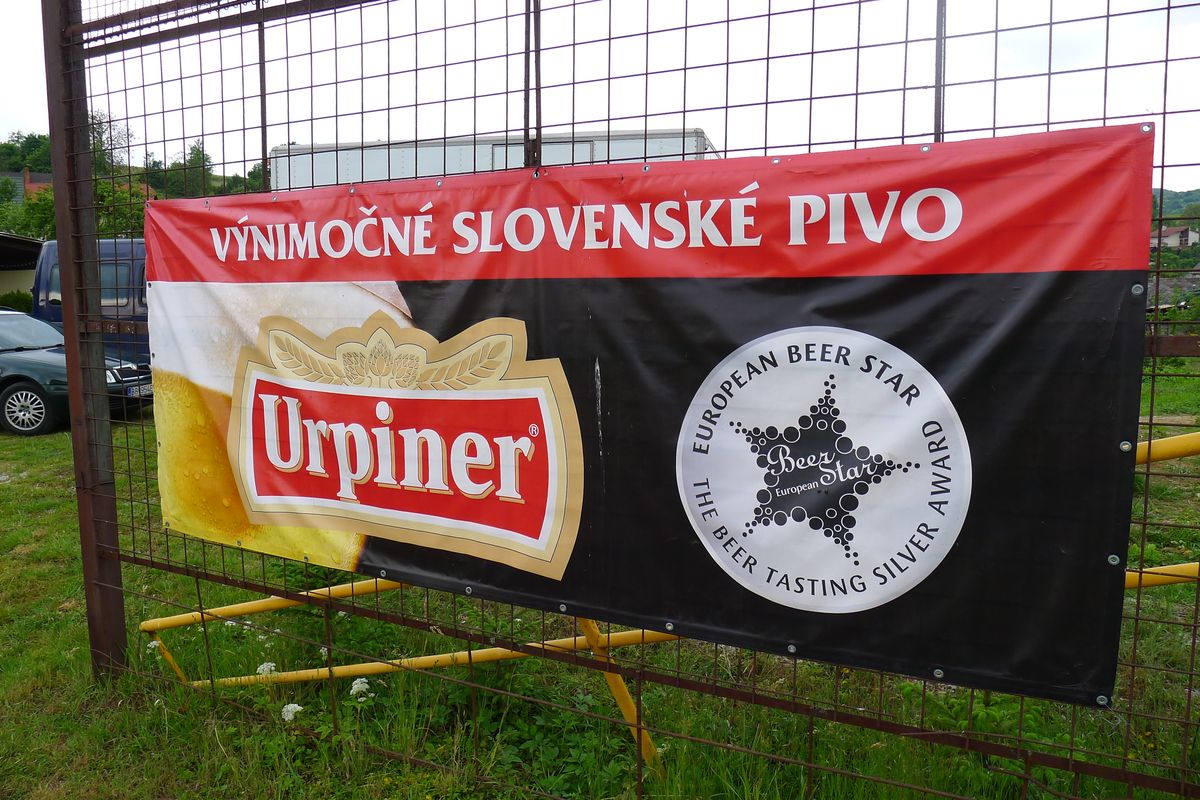 VÝNIMOČNÉ SLOVENSKÉ PIVO
Urpiner®
EUROPEAN BEER STAR
Beer
Star
European
THE BEER TASTING SILVER AWARD